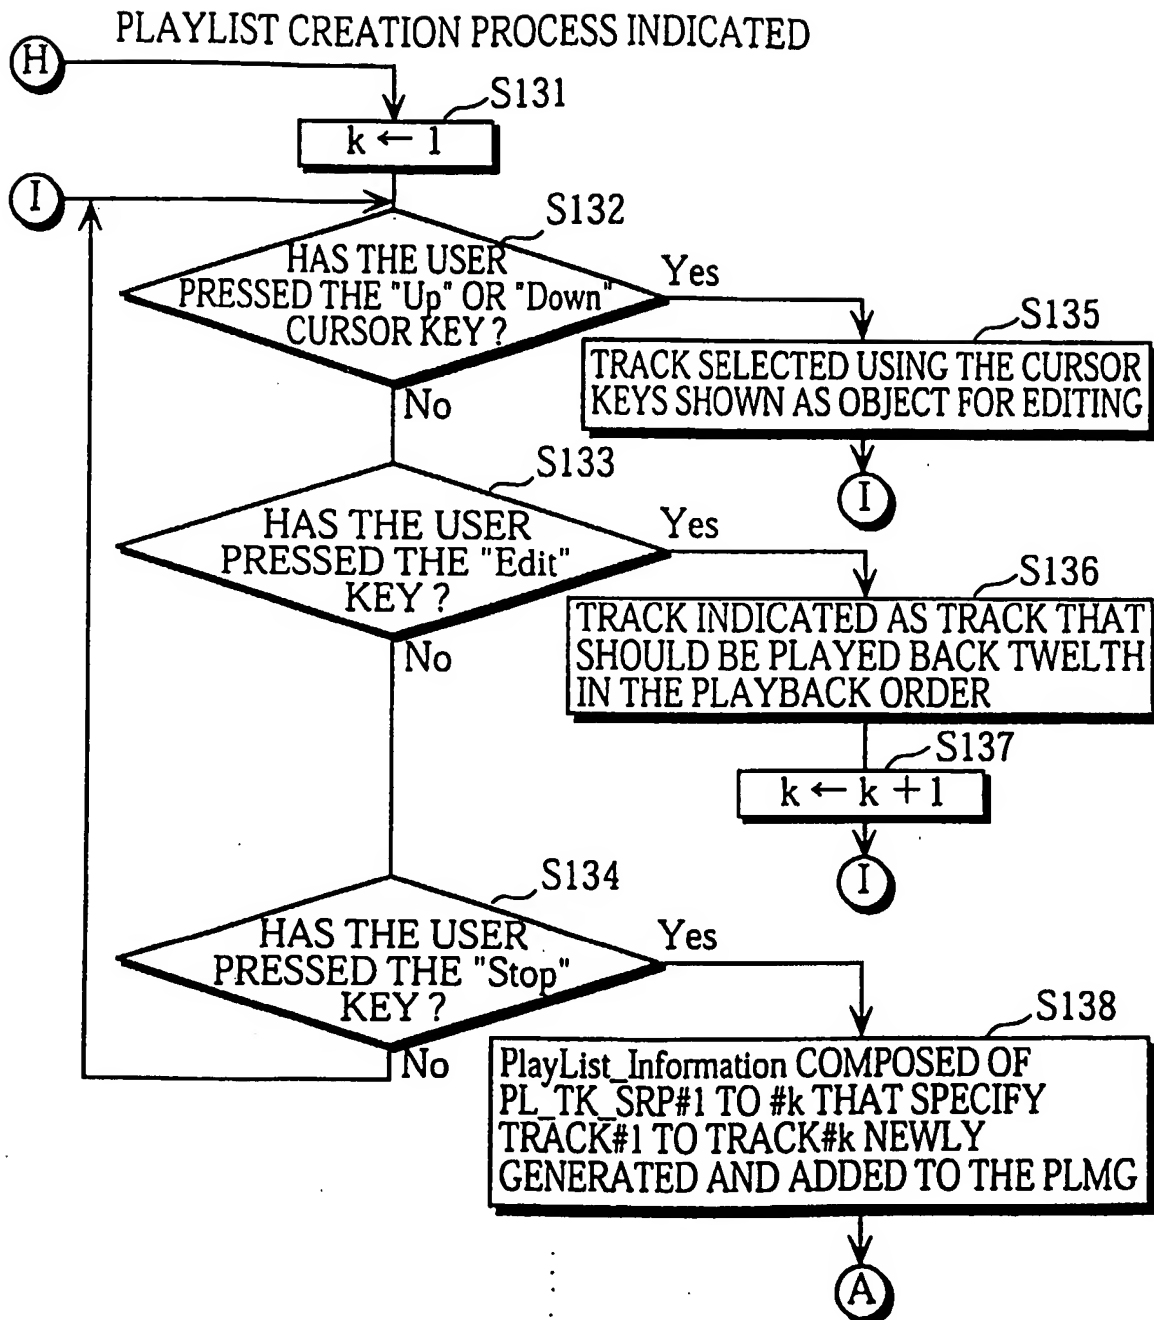 PLAYLIST CREATION PROCESS INDICATED
H
S131
k ← 1
I
S132
HAS THE USER
PRESSED THE "Up" OR "Down"
CURSOR KEY ?
Yes
No
S135
TRACK SELECTED USING THE CURSOR
KEYS SHOWN AS OBJECT FOR EDITING
I
S133
HAS THE USER
PRESSED THE "Edit"
KEY ?
Yes
No
S136
TRACK INDICATED AS TRACK THAT
SHOULD BE PLAYED BACK TWELTH
IN THE PLAYBACK ORDER
S137
k ← k + 1
I
S134
HAS THE USER
PRESSED THE "Stop"
KEY ?
Yes
No
S138
PlayList_Information COMPOSED OF
PL_TK_SRP#1 TO #k THAT SPECIFY
TRACK#1 TO TRACK#k NEWLY
GENERATED AND ADDED TO THE PLMG
A